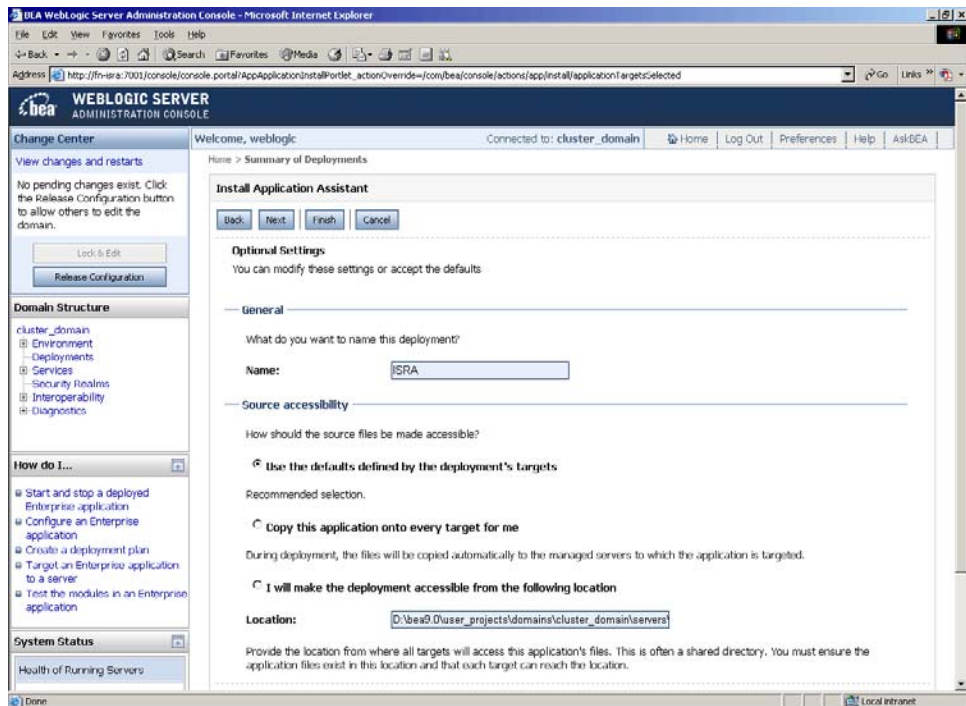 BEA WebLogic Server Administration Console - Microsoft Internet Explorer
File Edit View Favorites Tools Help
Back Search Favorites Media
Address http://fn-isra:7001/console/console.portal?AppApplicationInstallPortlet_actionOverride=/com/bea/console/actions/app/install/applicationTargetsSelected Go Links »
bea WEBLOGIC SERVER
ADMINISTRATION CONSOLE
Change Center
View changes and restarts
No pending changes exist. Click
the Release Configuration button
to allow others to edit the
domain.
Lock & Edit
Release Configuration
Domain Structure
cluster_domain
Environment
Deployments
Services
Security Realms
Interoperability
Diagnostics
How do I...
Start and stop a deployed
Enterprise application
Configure an Enterprise
application
Create a deployment plan
Target an Enterprise application
to a server
Test the modules in an Enterprise
application
System Status
Health of Running Servers
Welcome, weblogic Connected to: cluster_domain Home Log Out Preferences Help AskBEA
Home > Summary of Deployments
Install Application Assistant
Back Next Finish Cancel
Optional Settings
You can modify these settings or accept the defaults
General
What do you want to name this deployment?
Name: ISRA
Source accessibility
How should the source files be made accessible?
Use the defaults defined by the deployment's targets
Recommended selection.
Copy this application onto every target for me
During deployment, the files will be copied automatically to the managed servers to which the application is targeted.
I will make the deployment accessible from the following location
Location: D:\bea9.0\user_projects\domains\cluster_domain\servers\
Provide the location from where all targets will access this application's files. This is often a shared directory. You must ensure the
application files exist in this location and that each target can reach the location.
Done Local intranet